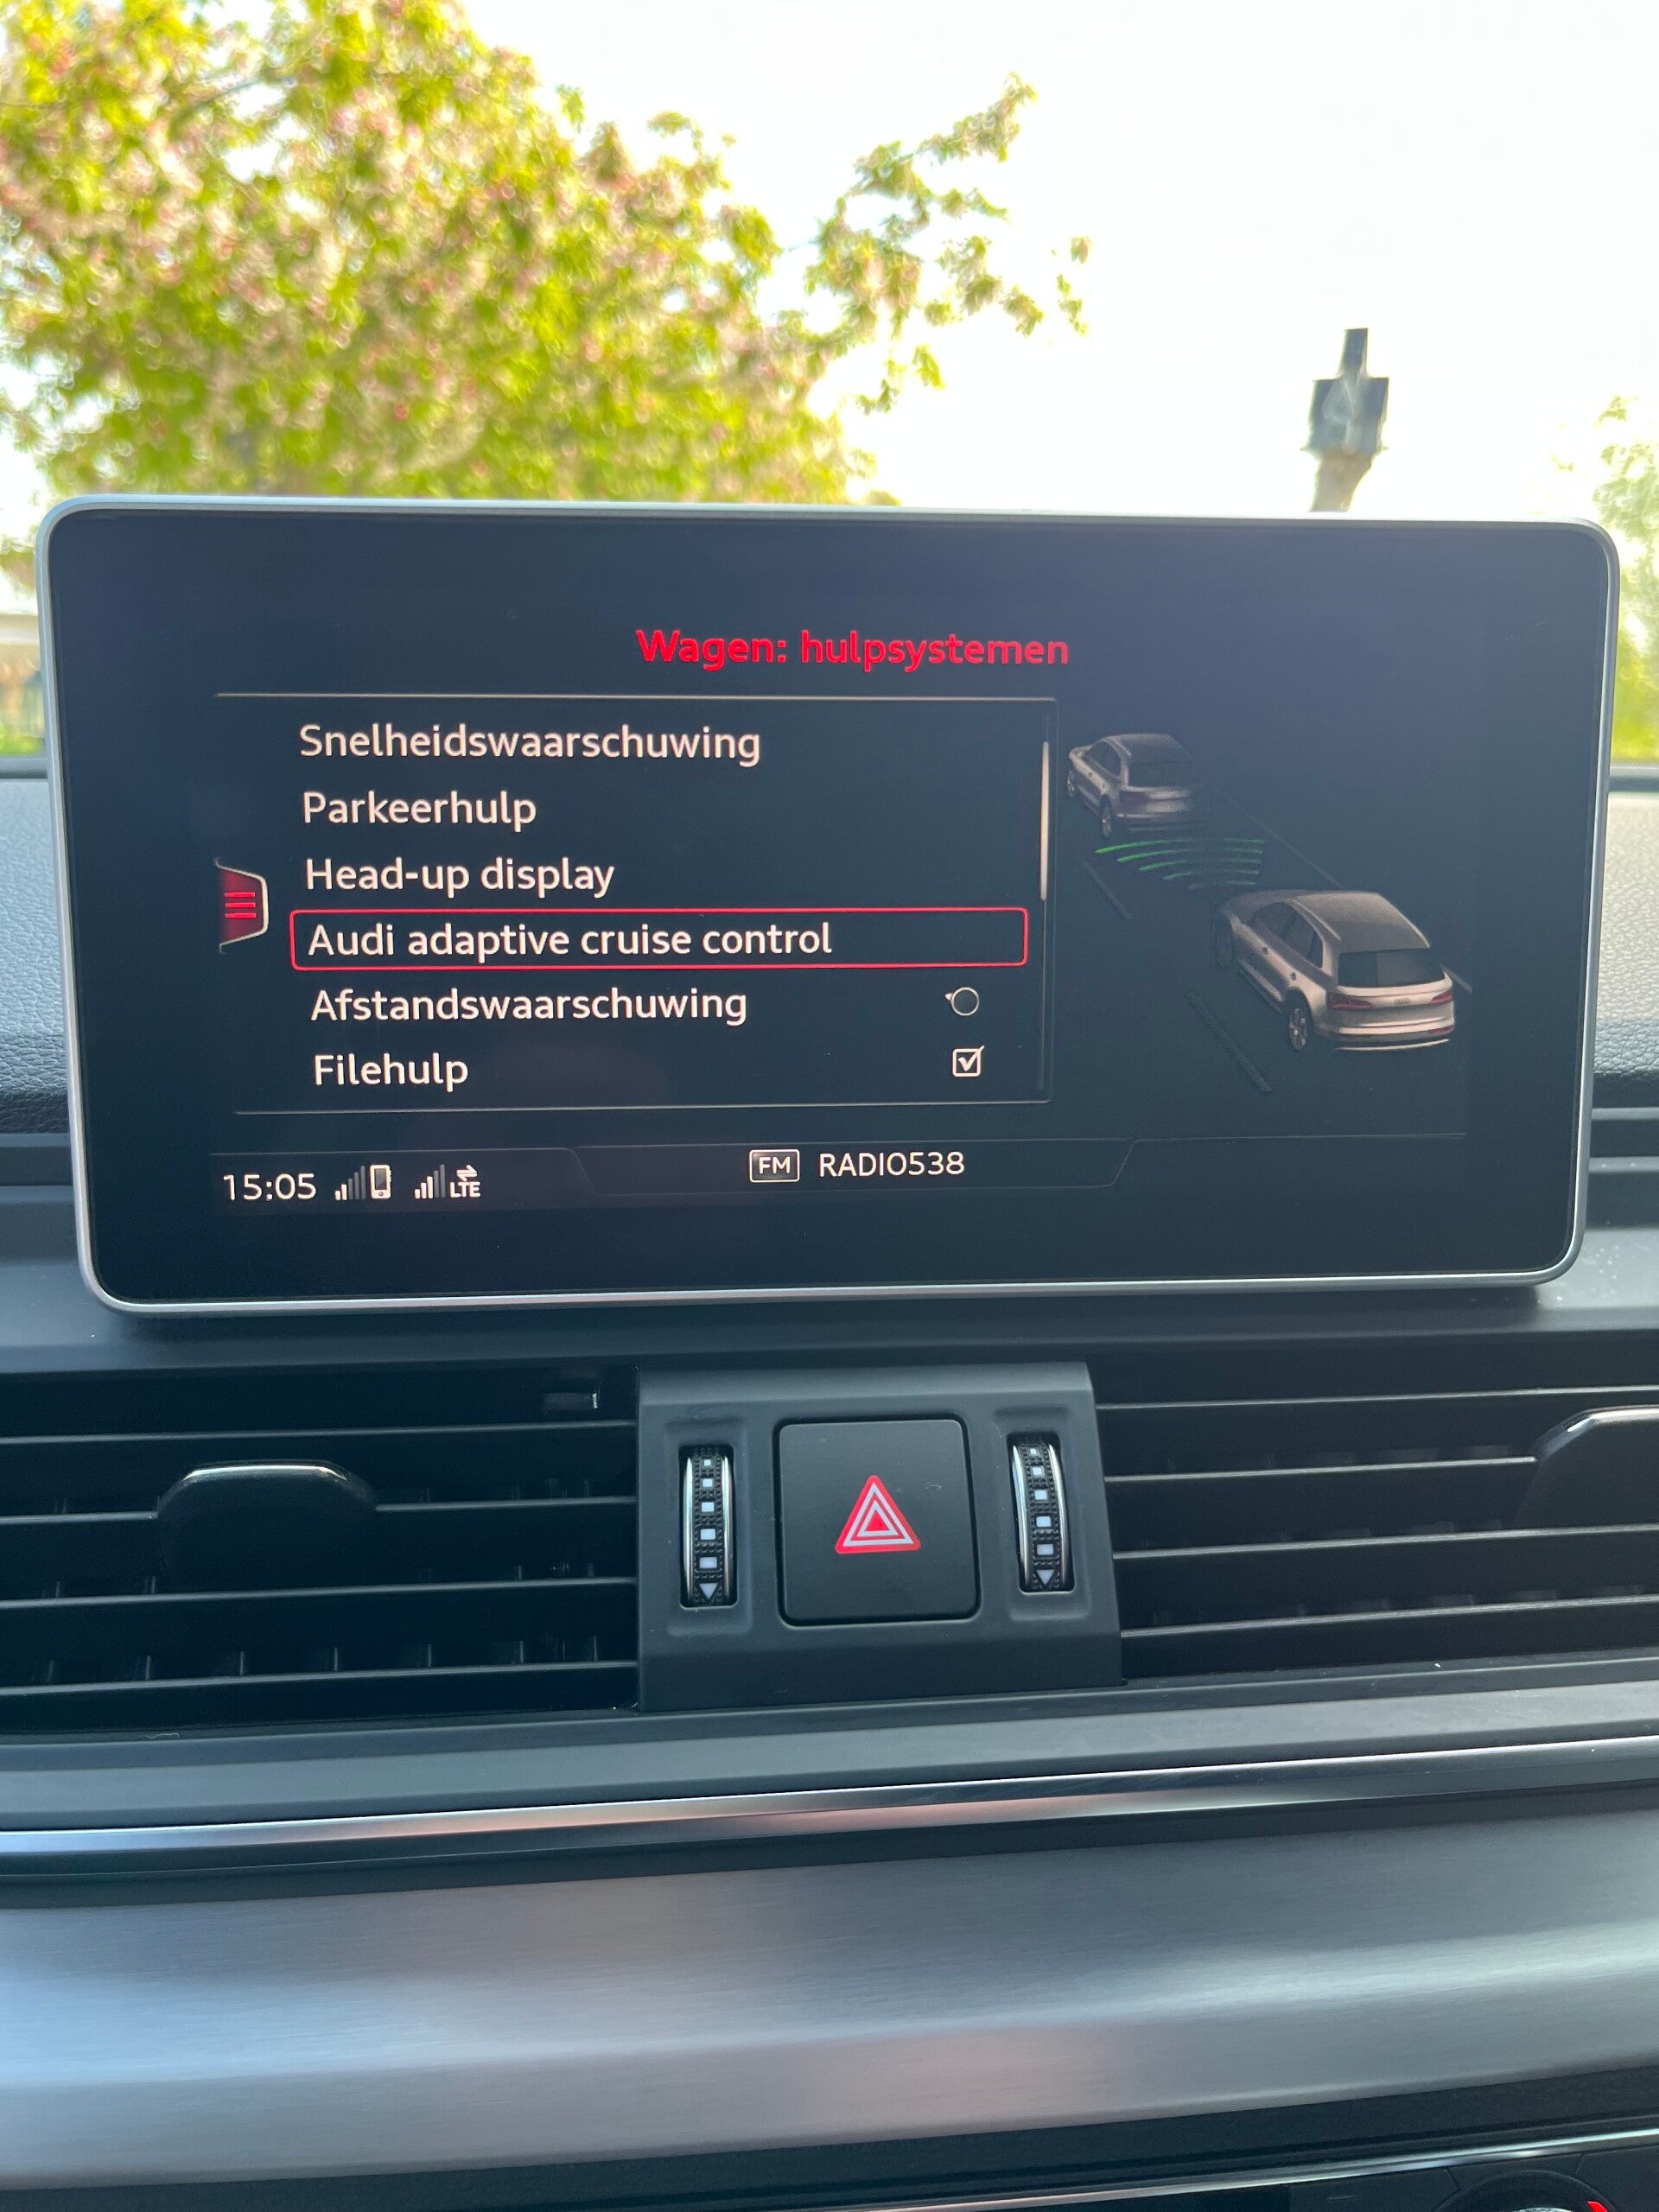 Wagen: hulpsystemen
Snelheidswaarschuwing
Parkeerhulp
Head-up display
Audi adaptive cruise control
Afstandswaarschuwing
Filehulp
15:05 LTE FM RADIO538